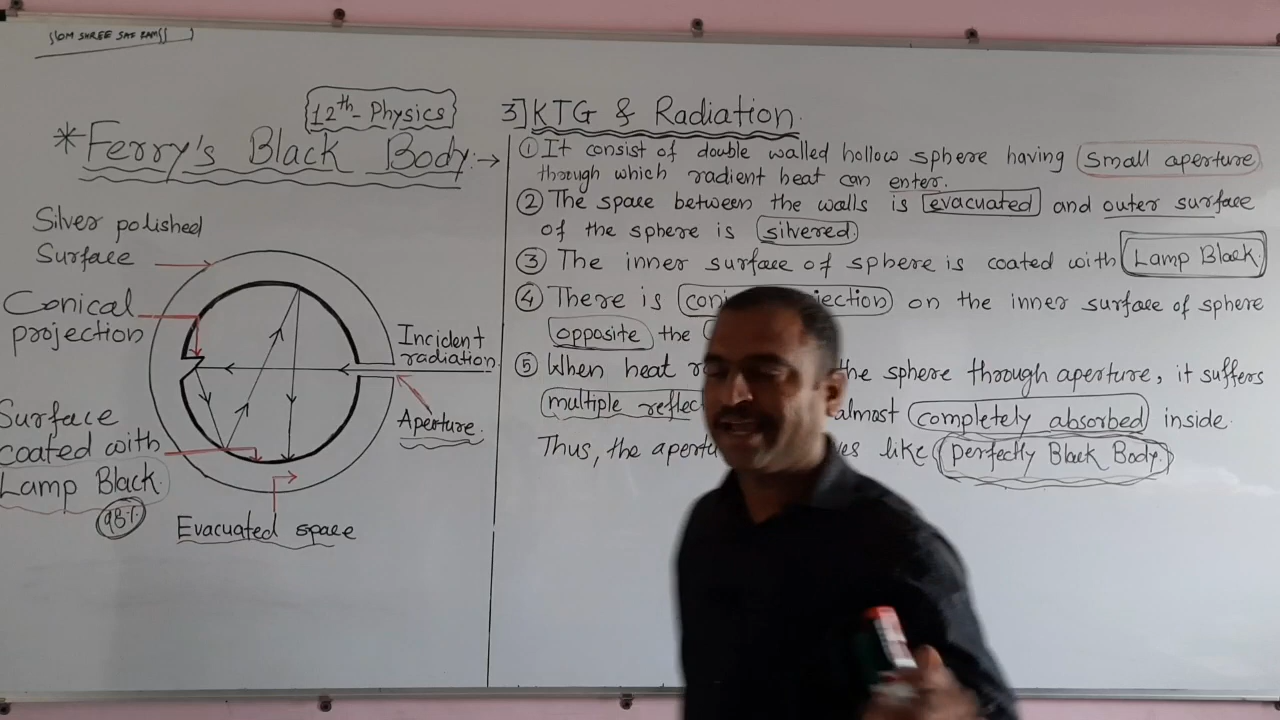 ||OM SHREE SAI RAM||
12th- Physics
*Ferry's Black Body:→
Silver polished
Surface
Conical
projection
Surface
coated with
Lamp Black
98%
Incident
radiation
Aperture
Evacuated space
3] KTG & Radiation
① It consist of double walled hollow sphere having small aperture
through which radient heat can enter.
② The space between the walls is evacuated and outer surface
of the sphere is silvered
③ The inner surface of sphere is coated with Lamp Black.
④ There is on the inner surface of sphere
opposite the
⑤ When heat the sphere through aperture, it suffers
multiple almost completely absorbed inside.
Thus, the like perfectly Black Body.